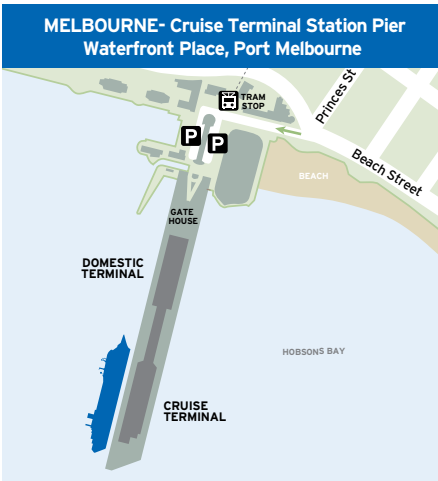 MELBOURNE- Cruise Terminal Station Pier
Waterfront Place, Port Melbourne
TRAM
STOP
Princes St
P
P
Beach Street
BEACH
GATE
HOUSE
DOMESTIC
TERMINAL
HOBSONS BAY
CRUISE
TERMINAL